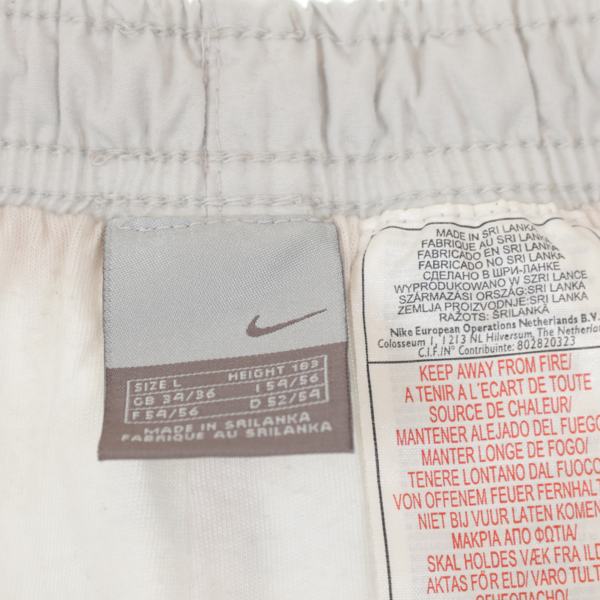 SIZE L HEIGHT 183
GB 34/36 I 54/56
F 54/56 D 52/54
MADE IN SRILANKA
FABRIQUE AU SRILANKA
MADE IN SRI LANKA
FABRIQUE AU SRI LANKA
FABRICADO EN SRI LANKA
FABRICADO NO SRI LANKA
СДЕЛАНО В ШРИ-ЛАНКЕ
WYPRODUKOWANO W SZRI LANCE
SZÁRMAZÁSI ORSZÁG:SRI LANKA
ZEMLJA PROIZVODNJE:SRI LANKA
RAŽOTS: ŠRILANKĀ
Nike European Operations Netherlands B.V.
Colosseum 1, 1213 NL Hilversum, The Netherlan
C.I.F./N° Contribuinte: 802820323
KEEP AWAY FROM FIRE/
A TENIR A L'ÉCART DE TOUTE
SOURCE DE CHALEUR/
MANTENER ALEJADO DEL FUEGO
MANTER LONGE DE FOGO/
TENERE LONTANO DAL FUOCO
VON OFFENEM FEUER FERNHALT
NIET BIJ VUUR LATEN KOMEN
ΜΑΚΡΙΑ ΑΠΟ ΦΩΤΙΑ/
SKAL HOLDES VÆK FRA ILD
AKTAS FÖR ELD/ VARO TULT
ОГНЕОПАСНО/